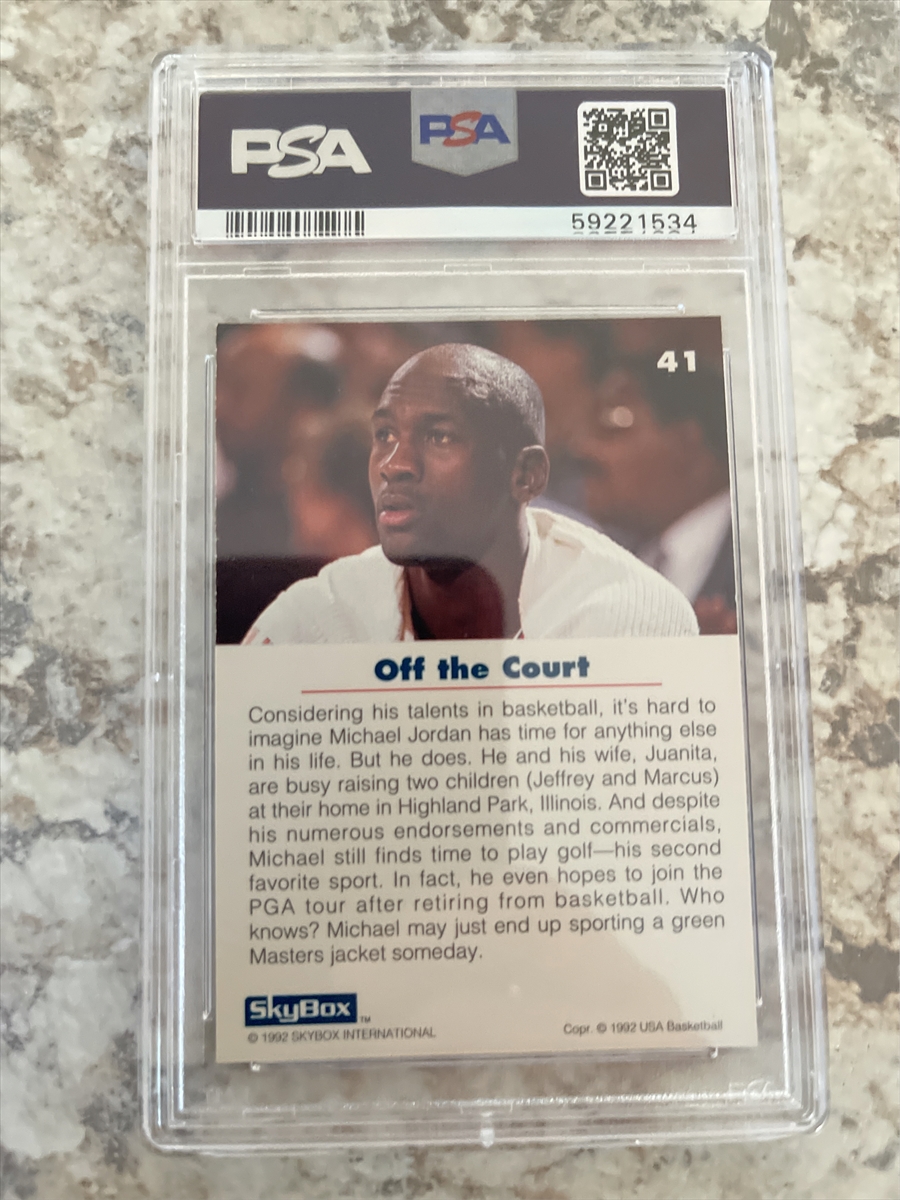 PSA
PSA
59221534
41
Off the Court
Considering his talents in basketball, it's hard to
imagine Michael Jordan has time for anything else
in his life. But he does. He and his wife, Juanita,
are busy raising two children (Jeffrey and Marcus)
at their home in Highland Park, Illinois. And despite
his numerous endorsements and commercials,
Michael still finds time to play golf—his second
favorite sport. In fact, he even hopes to join the
PGA tour after retiring from basketball. Who
knows? Michael may just end up sporting a green
Masters jacket someday.
SkyBox™
© 1992 SKYBOX INTERNATIONAL
Copr. © 1992 USA Basketball